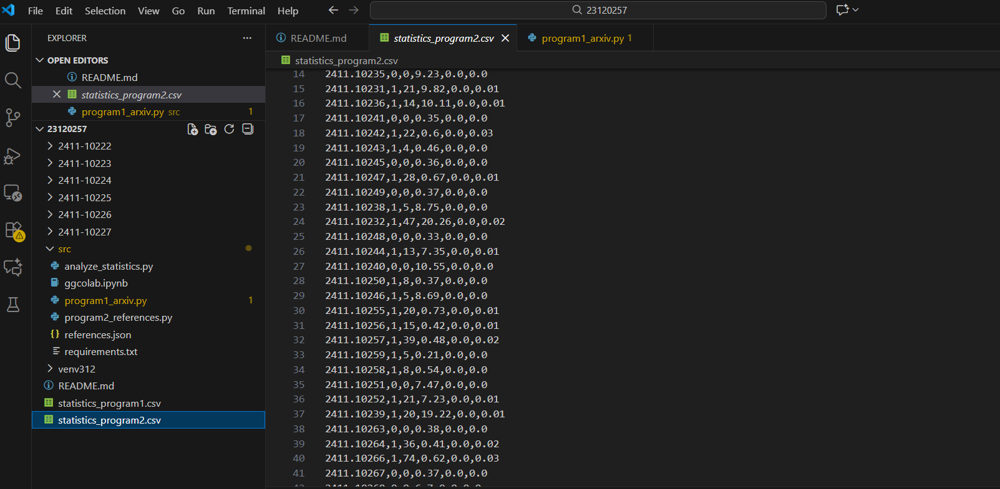 File Edit Selection View Go Run Terminal Help
23120257
EXPLORER
OPEN EDITORS
README.md
statistics_program2.csv
program1_arxiv.py src 1
23120257
2411-10222
2411-10223
2411-10224
2411-10225
2411-10226
2411-10227
src
analyze_statistics.py
ggcolab.ipynb
program1_arxiv.py 1
program2_references.py
references.json
requirements.txt
venv312
README.md
statistics_program1.csv
statistics_program2.csv
README.md statistics_program2.csv program1_arxiv.py 1
statistics_program2.csv
14 2411.10235,0,0,9.23,0.0,0.0
15 2411.10231,1,21,9.82,0.0,0.01
16 2411.10236,1,14,10.11,0.0,0.01
17 2411.10241,0,0,0.35,0.0,0.0
18 2411.10242,1,22,0.6,0.0,0.03
19 2411.10243,1,4,0.46,0.0,0.0
20 2411.10245,0,0,0.36,0.0,0.0
21 2411.10247,1,28,0.67,0.0,0.01
22 2411.10249,0,0,0.37,0.0,0.0
23 2411.10238,1,5,8.75,0.0,0.0
24 2411.10232,1,47,20.26,0.0,0.02
25 2411.10248,0,0,0.33,0.0,0.0
26 2411.10244,1,13,7.35,0.0,0.01
27 2411.10240,0,0,10.55,0.0,0.0
28 2411.10250,1,8,0.37,0.0,0.0
29 2411.10246,1,5,8.69,0.0,0.0
30 2411.10255,1,20,0.73,0.0,0.01
31 2411.10256,1,15,0.42,0.0,0.01
32 2411.10257,1,39,0.48,0.0,0.02
33 2411.10259,1,5,0.21,0.0,0.0
34 2411.10258,1,8,0.54,0.0,0.0
35 2411.10251,0,0,7.47,0.0,0.0
36 2411.10252,1,21,7.23,0.0,0.01
37 2411.10239,1,20,19.22,0.0,0.01
38 2411.10263,0,0,0.38,0.0,0.0
39 2411.10264,1,36,0.41,0.0,0.02
40 2411.10266,1,74,0.62,0.0,0.03
41 2411.10267,0,0,0.37,0.0,0.0